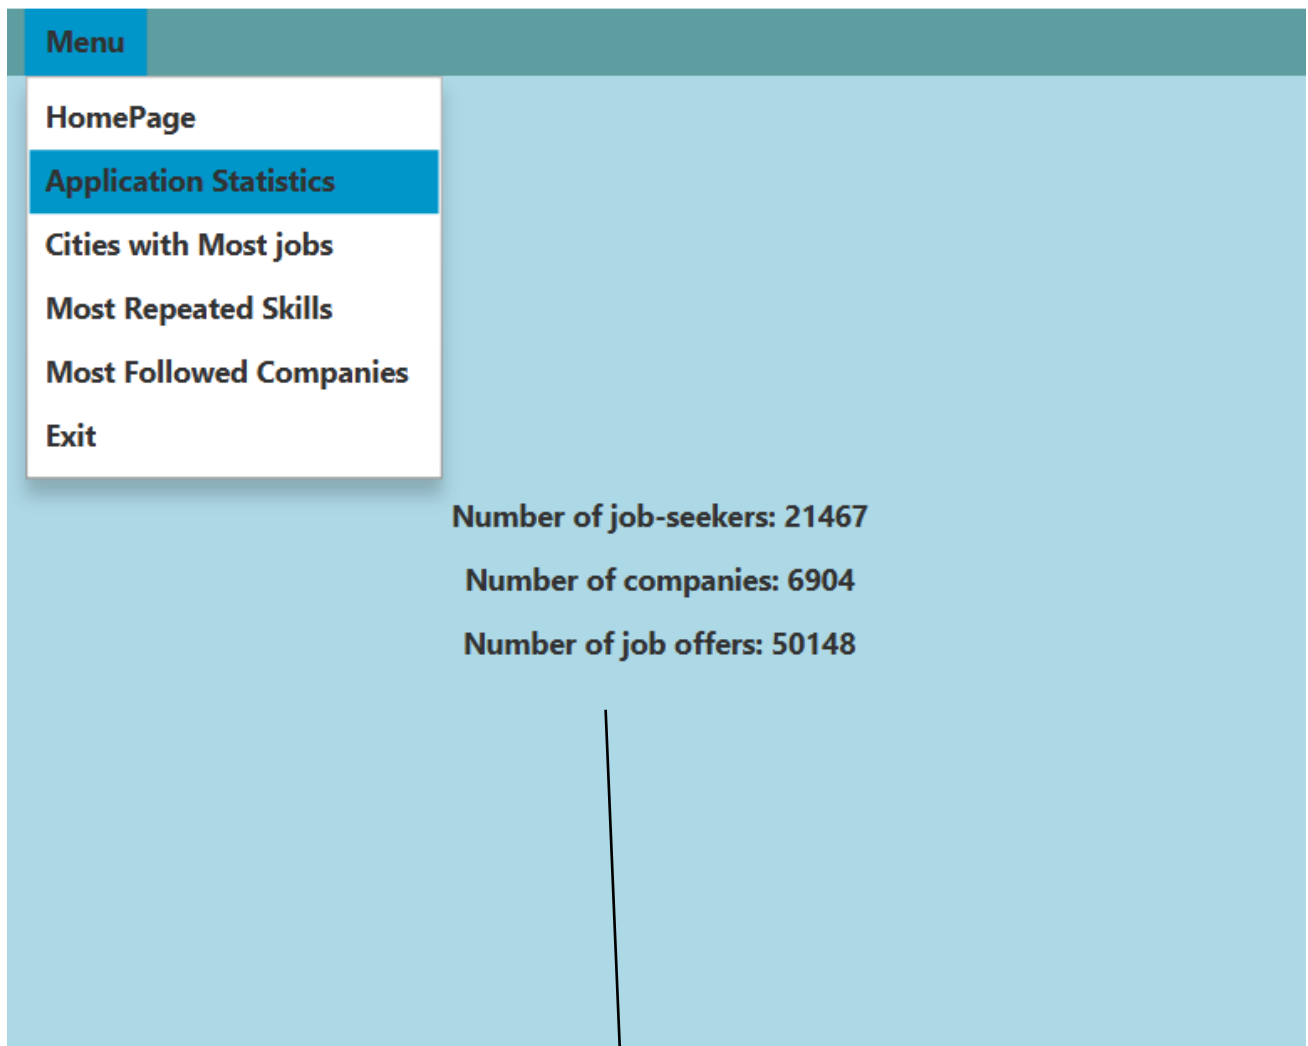 Menu
HomePage
Application Statistics
Cities with Most jobs
Most Repeated Skills
Most Followed Companies
Exit
Number of job-seekers: 21467
Number of companies: 6904
Number of job offers: 50148